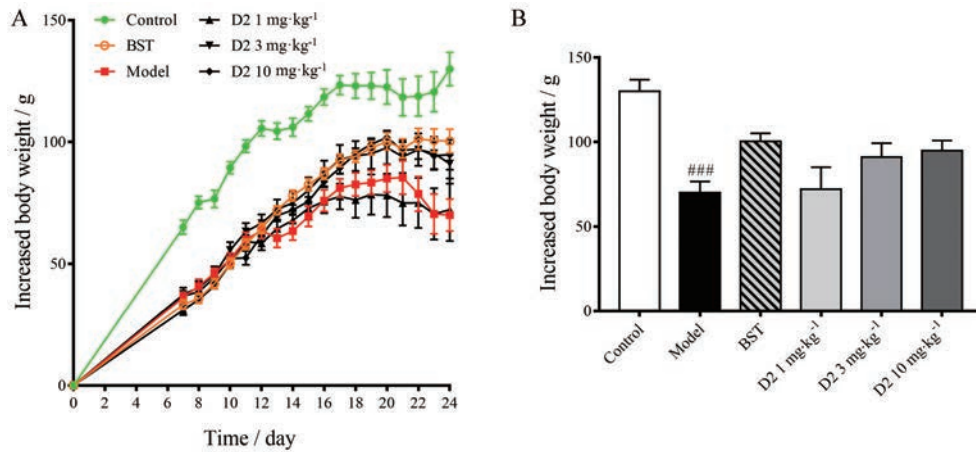 A
Control
BST
Model
D2 1 mg·kg⁻¹
D2 3 mg·kg⁻¹
D2 10 mg·kg⁻¹
Increased body weight / g
150
100
50
0
0 2 4 6 7 8 10 12 14 16 18 20 22 24
Time / day
B
Increased body weight / g
150
100
50
0
###
Control
Model
BST
D2 1 mg·kg⁻¹
D2 3 mg·kg⁻¹
D2 10 mg·kg⁻¹